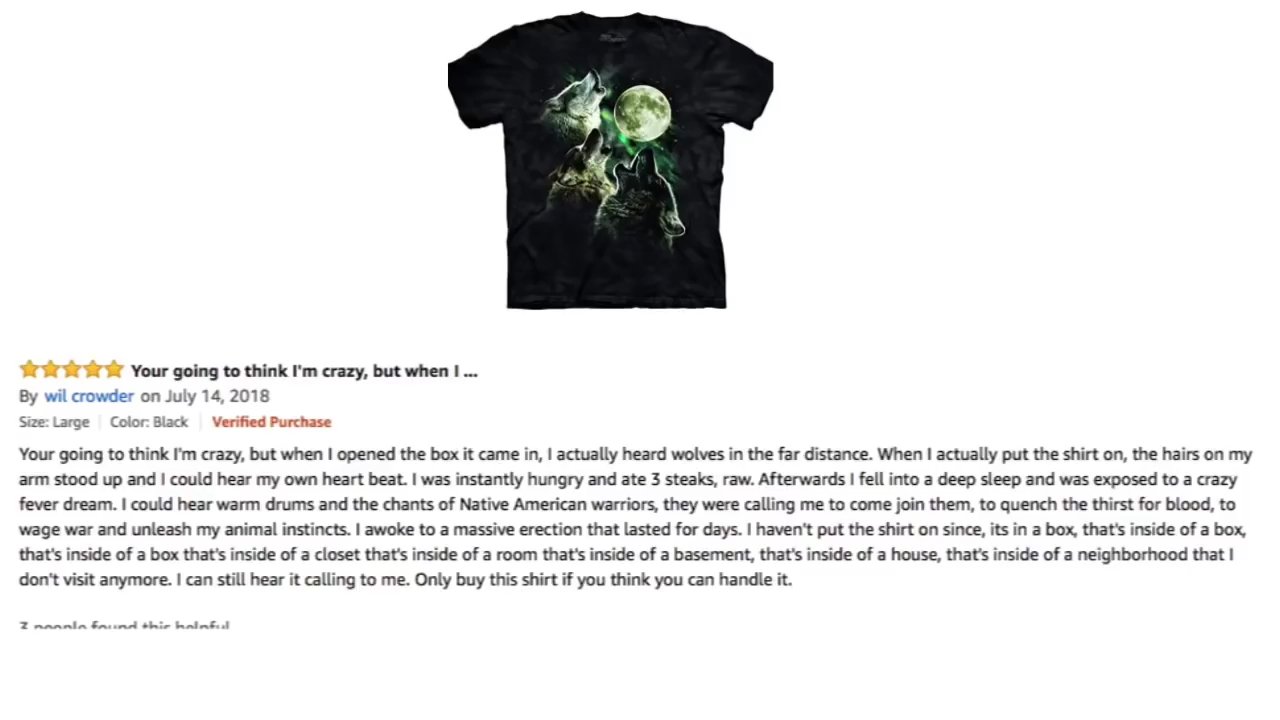 Your going to think I'm crazy, but when I ...
By wil crowder on July 14, 2018
Size: Large Color: Black Verified Purchase
Your going to think I'm crazy, but when I opened the box it came in, I actually heard wolves in the far distance. When I actually put the shirt on, the hairs on my
arm stood up and I could hear my own heart beat. I was instantly hungry and ate 3 steaks, raw. Afterwards I fell into a deep sleep and was exposed to a crazy
fever dream. I could hear warm drums and the chants of Native American warriors, they were calling me to come join them, to quench the thirst for blood, to
wage war and unleash my animal instincts. I awoke to a massive erection that lasted for days. I haven't put the shirt on since, its in a box, that's inside of a box,
that's inside of a box that's inside of a closet that's inside of a room that's inside of a basement, that's inside of a house, that's inside of a neighborhood that I
don't visit anymore. I can still hear it calling to me. Only buy this shirt if you think you can handle it.
3 people found this helpful